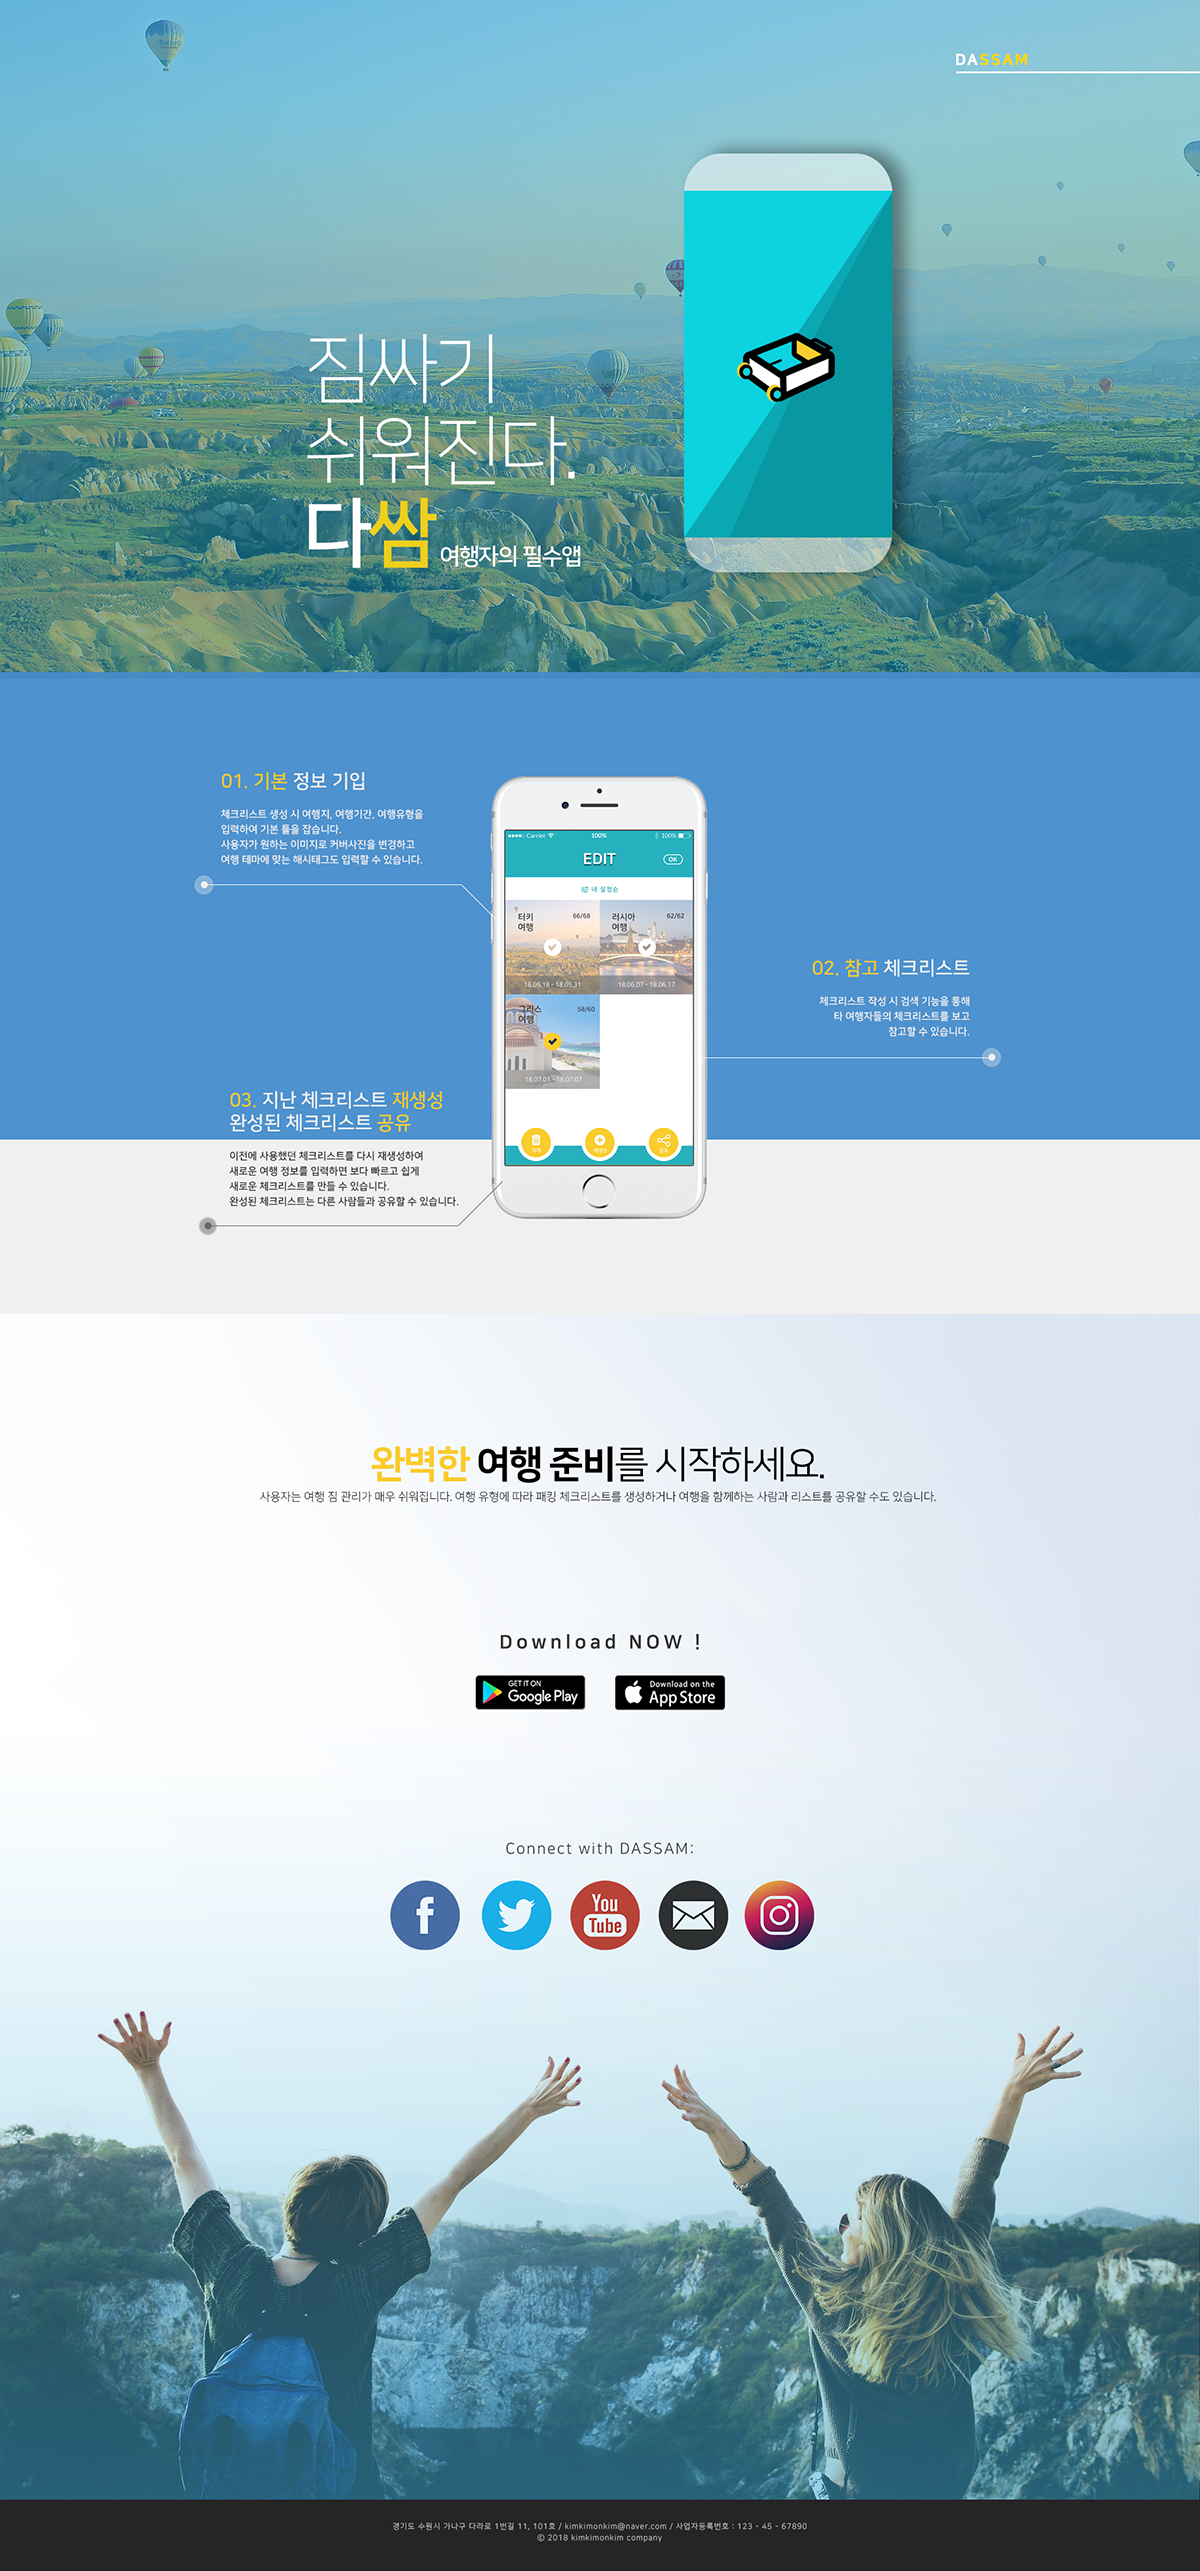 DASSAM
짐싸기
쉬워진다.
다쌈 여행자의 필수앱
01. 기본 정보 기입
체크리스트 생성 시 여행지, 여행기간, 여행유형을
입력하여 기본 틀을 잡습니다.
사용자가 원하는 이미지로 커버사진을 변경하고
여행 테마에 맞는 해시태그도 입력할 수 있습니다.
Carrier 100% 100%
EDIT OK
내 설정순
터키 66/68
여행
18.05.18 - 18.05.31
러시아 62/62
여행
18.06.07 - 18.06.17
그리스 58/60
여행
18.07.01 - 18.07.07
삭제 재생성 공유
02. 참고 체크리스트
체크리스트 작성 시 검색 기능을 통해
타 여행자들의 체크리스트를 보고
참고할 수 있습니다.
03. 지난 체크리스트 재생성
완성된 체크리스트 공유
이전에 사용했던 체크리스트를 다시 재생성하여
새로운 여행 정보를 입력하면 보다 빠르고 쉽게
새로운 체크리스트를 만들 수 있습니다.
완성된 체크리스트는 다른 사람들과 공유할 수 있습니다.
완벽한 여행 준비를 시작하세요.
사용자는 여행 짐 관리가 매우 쉬워집니다. 여행 유형에 따라 패킹 체크리스트를 생성하거나 여행을 함께하는 사람과 리스트를 공유할 수도 있습니다.
Download NOW !
GET IT ON
Google Play
Download on the
App Store
Connect with DASSAM:
You
Tube
경기도 수원시 가나구 다라로 1번길 11, 101호 / kimkimonkim@naver.com / 사업자등록번호 : 123 - 45 - 67890
© 2018 kimkimonkim company